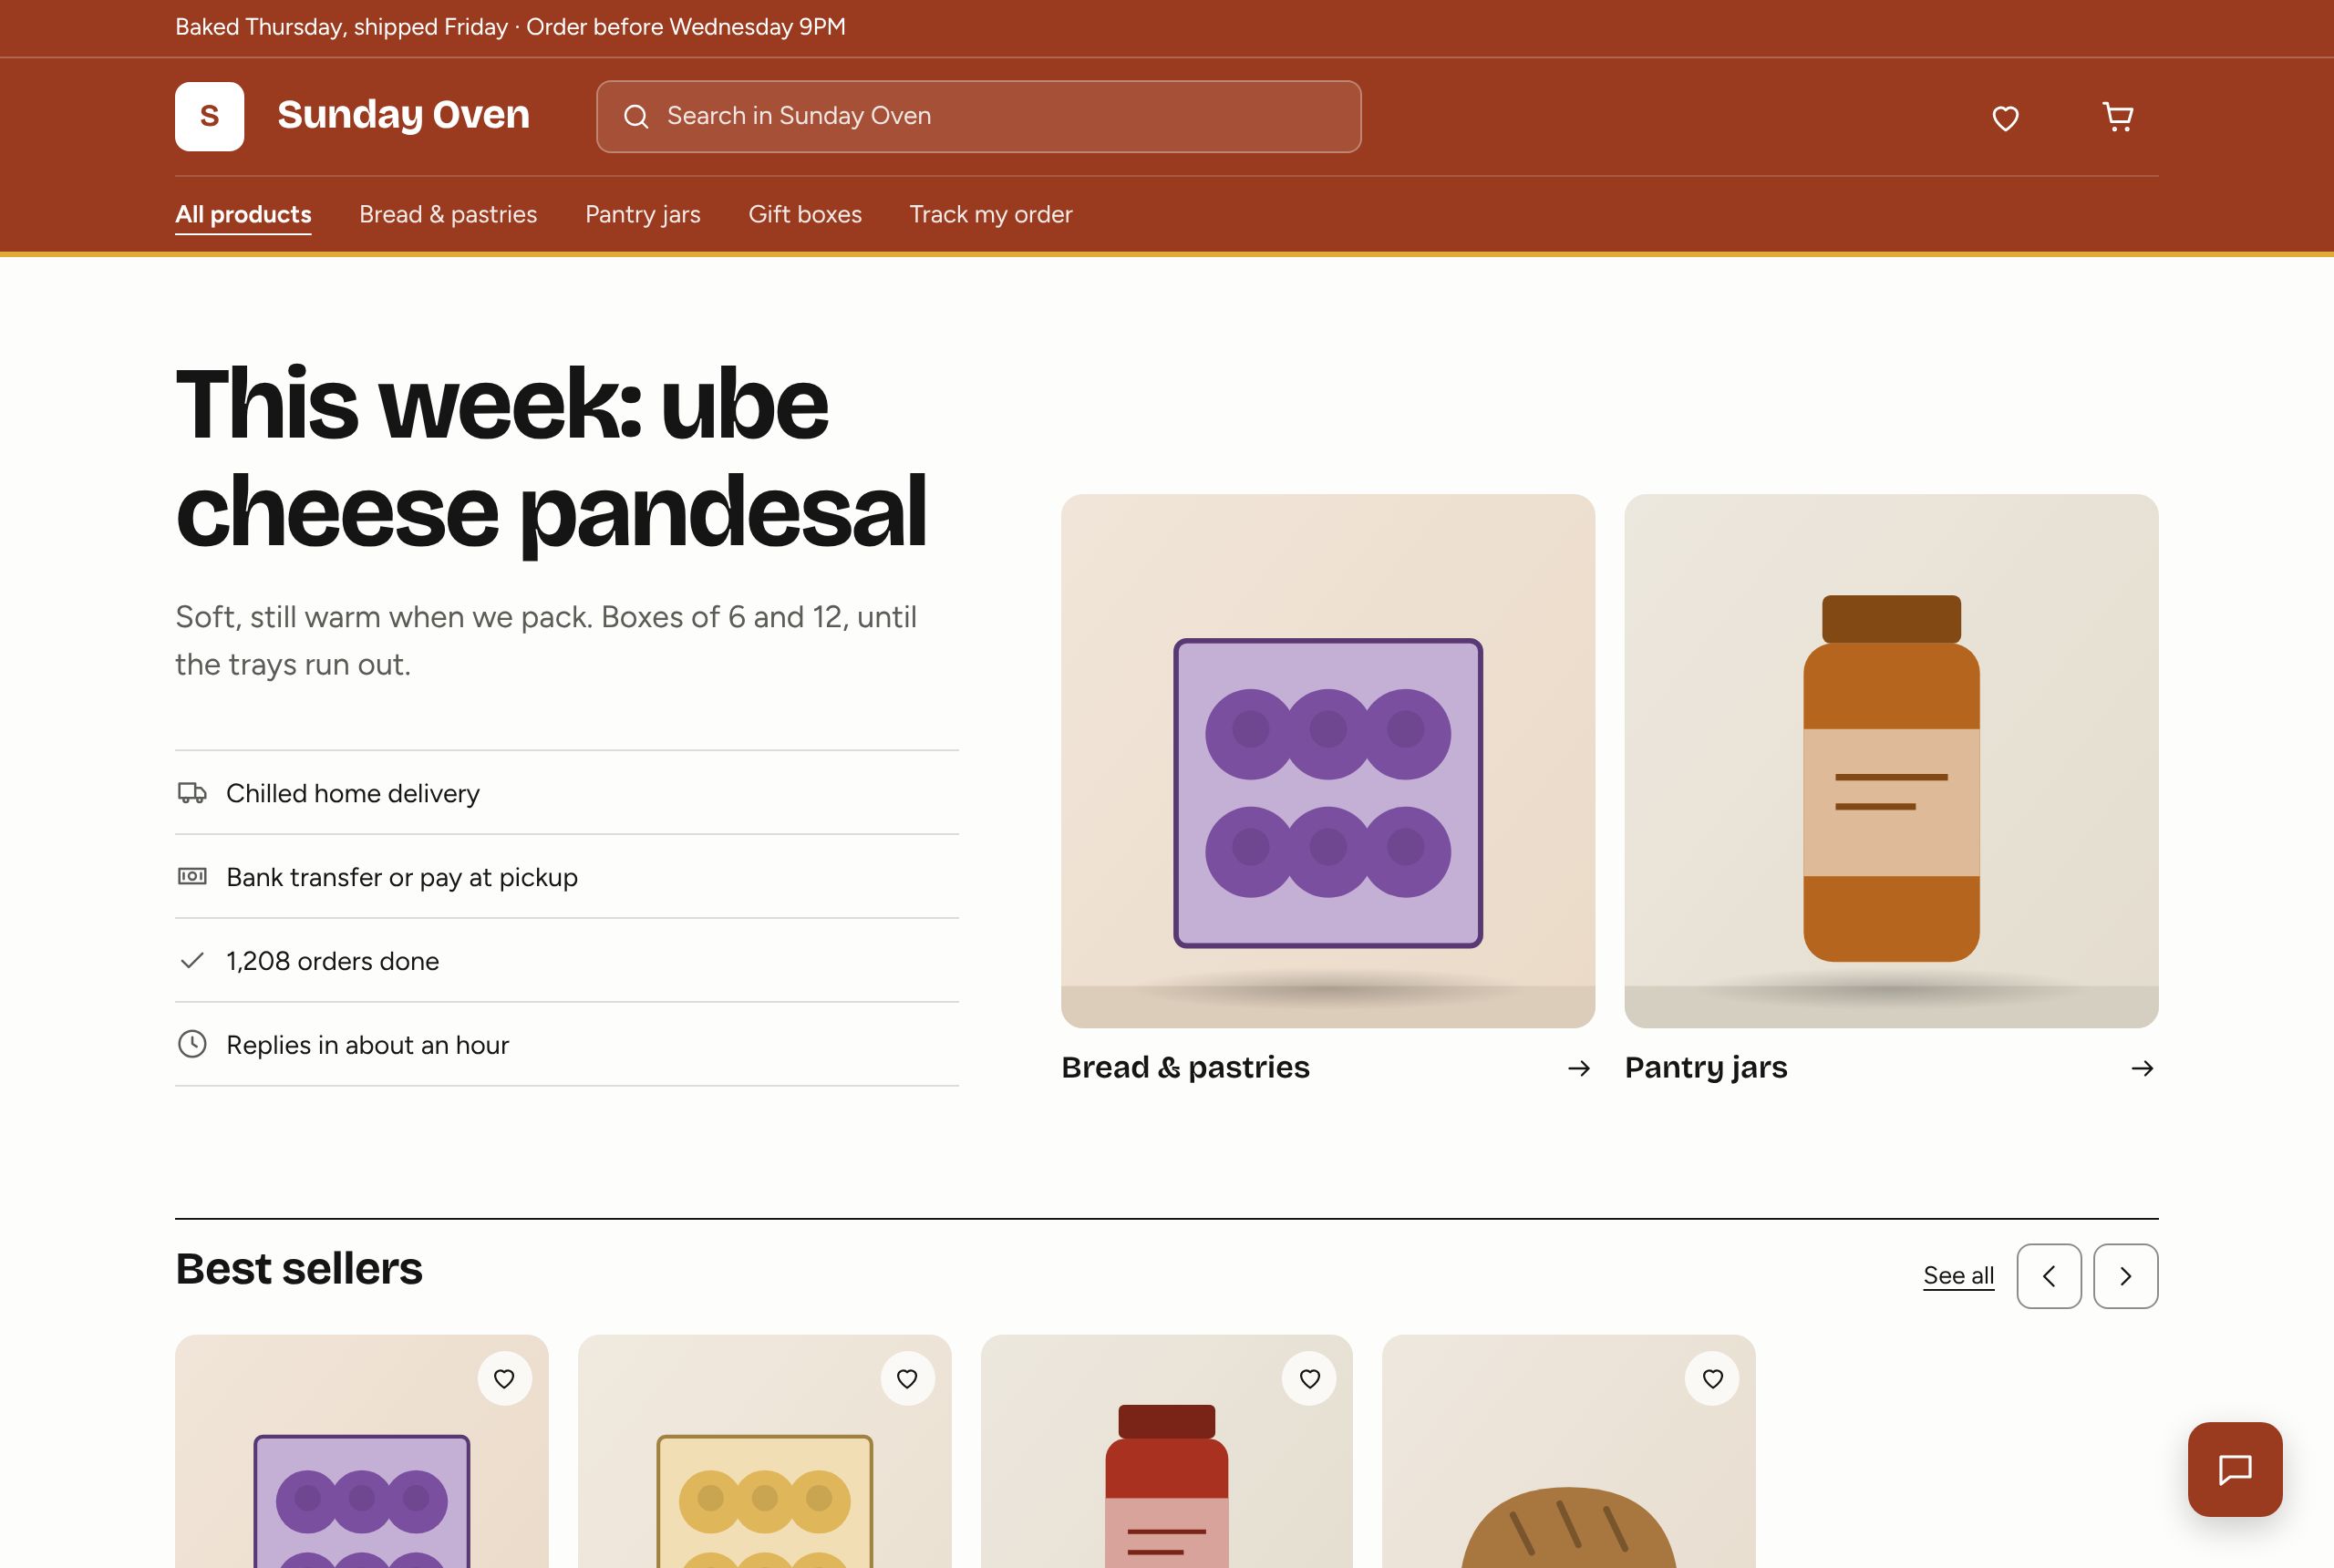 Baked Thursday, shipped Friday · Order before Wednesday 9PM
S
Sunday Oven
Search in Sunday Oven
All products
Bread & pastries
Pantry jars
Gift boxes
Track my order
This week: ube
cheese pandesal
Soft, still warm when we pack. Boxes of 6 and 12, until
the trays run out.
Chilled home delivery
Bank transfer or pay at pickup
1,208 orders done
Replies in about an hour
Bread & pastries
Pantry jars
Best sellers
See all